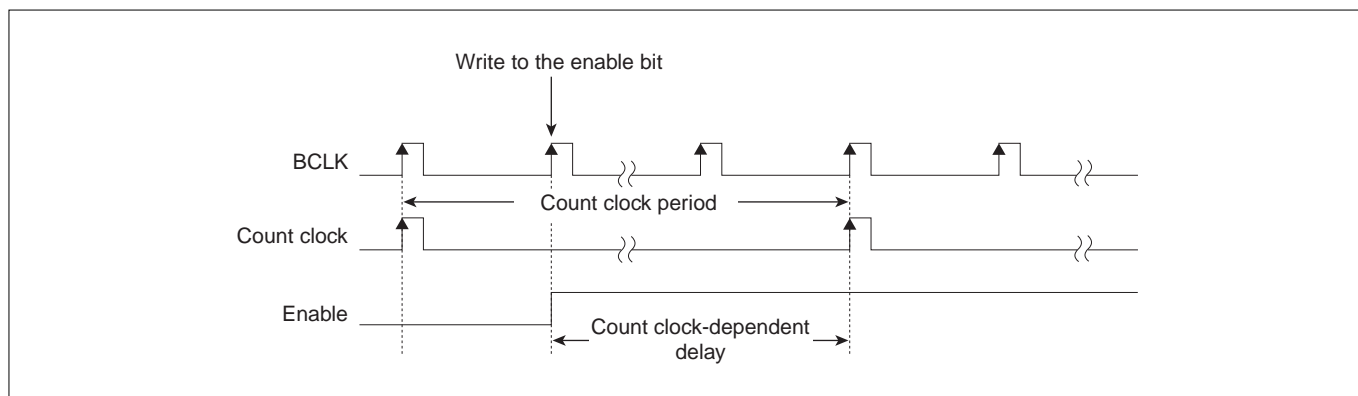 Write to the enable bit
BCLK
Count clock period
Count clock
Enable
Count clock-dependent
delay